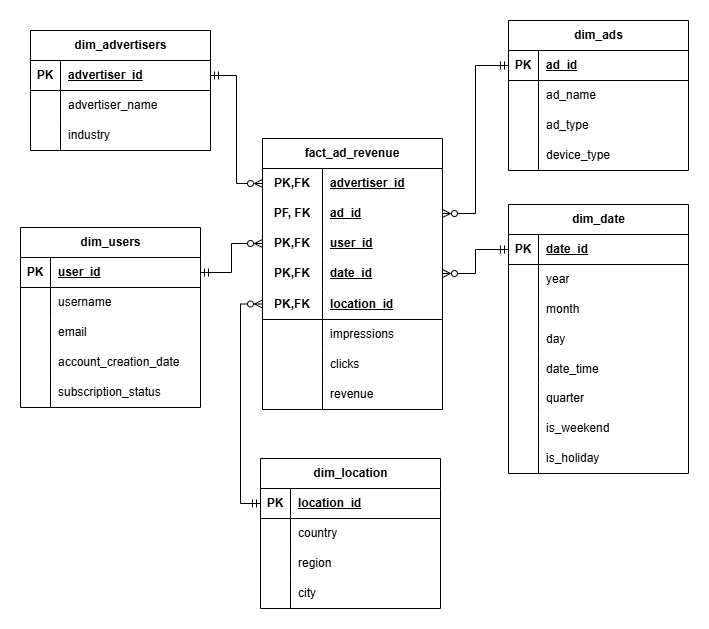 dim_advertisers
PK advertiser_id
advertiser_name
industry
dim_ads
PK ad_id
ad_name
ad_type
device_type
fact_ad_revenue
PK,FK advertiser_id
PF, FK ad_id
PK,FK user_id
PK,FK date_id
PK,FK location_id
impressions
clicks
revenue
dim_users
PK user_id
username
email
account_creation_date
subscription_status
dim_date
PK date_id
year
month
day
date_time
quarter
is_weekend
is_holiday
dim_location
PK location_id
country
region
city